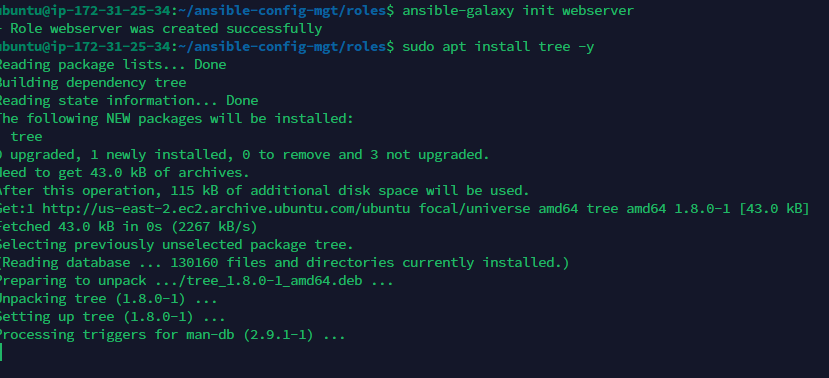 ubuntu@ip-172-31-25-34:~/ansible-config-mgt/roles$ ansible-galaxy init webserver
- Role webserver was created successfully
ubuntu@ip-172-31-25-34:~/ansible-config-mgt/roles$ sudo apt install tree -y
Reading package lists... Done
Building dependency tree
Reading state information... Done
The following NEW packages will be installed:
tree
0 upgraded, 1 newly installed, 0 to remove and 3 not upgraded.
Need to get 43.0 kB of archives.
After this operation, 115 kB of additional disk space will be used.
Get:1 http://us-east-2.ec2.archive.ubuntu.com/ubuntu focal/universe amd64 tree amd64 1.8.0-1 [43.0 kB]
Fetched 43.0 kB in 0s (2267 kB/s)
Selecting previously unselected package tree.
(Reading database ... 130160 files and directories currently installed.)
Preparing to unpack .../tree_1.8.0-1_amd64.deb ...
Unpacking tree (1.8.0-1) ...
Setting up tree (1.8.0-1) ...
Processing triggers for man-db (2.9.1-1) ...